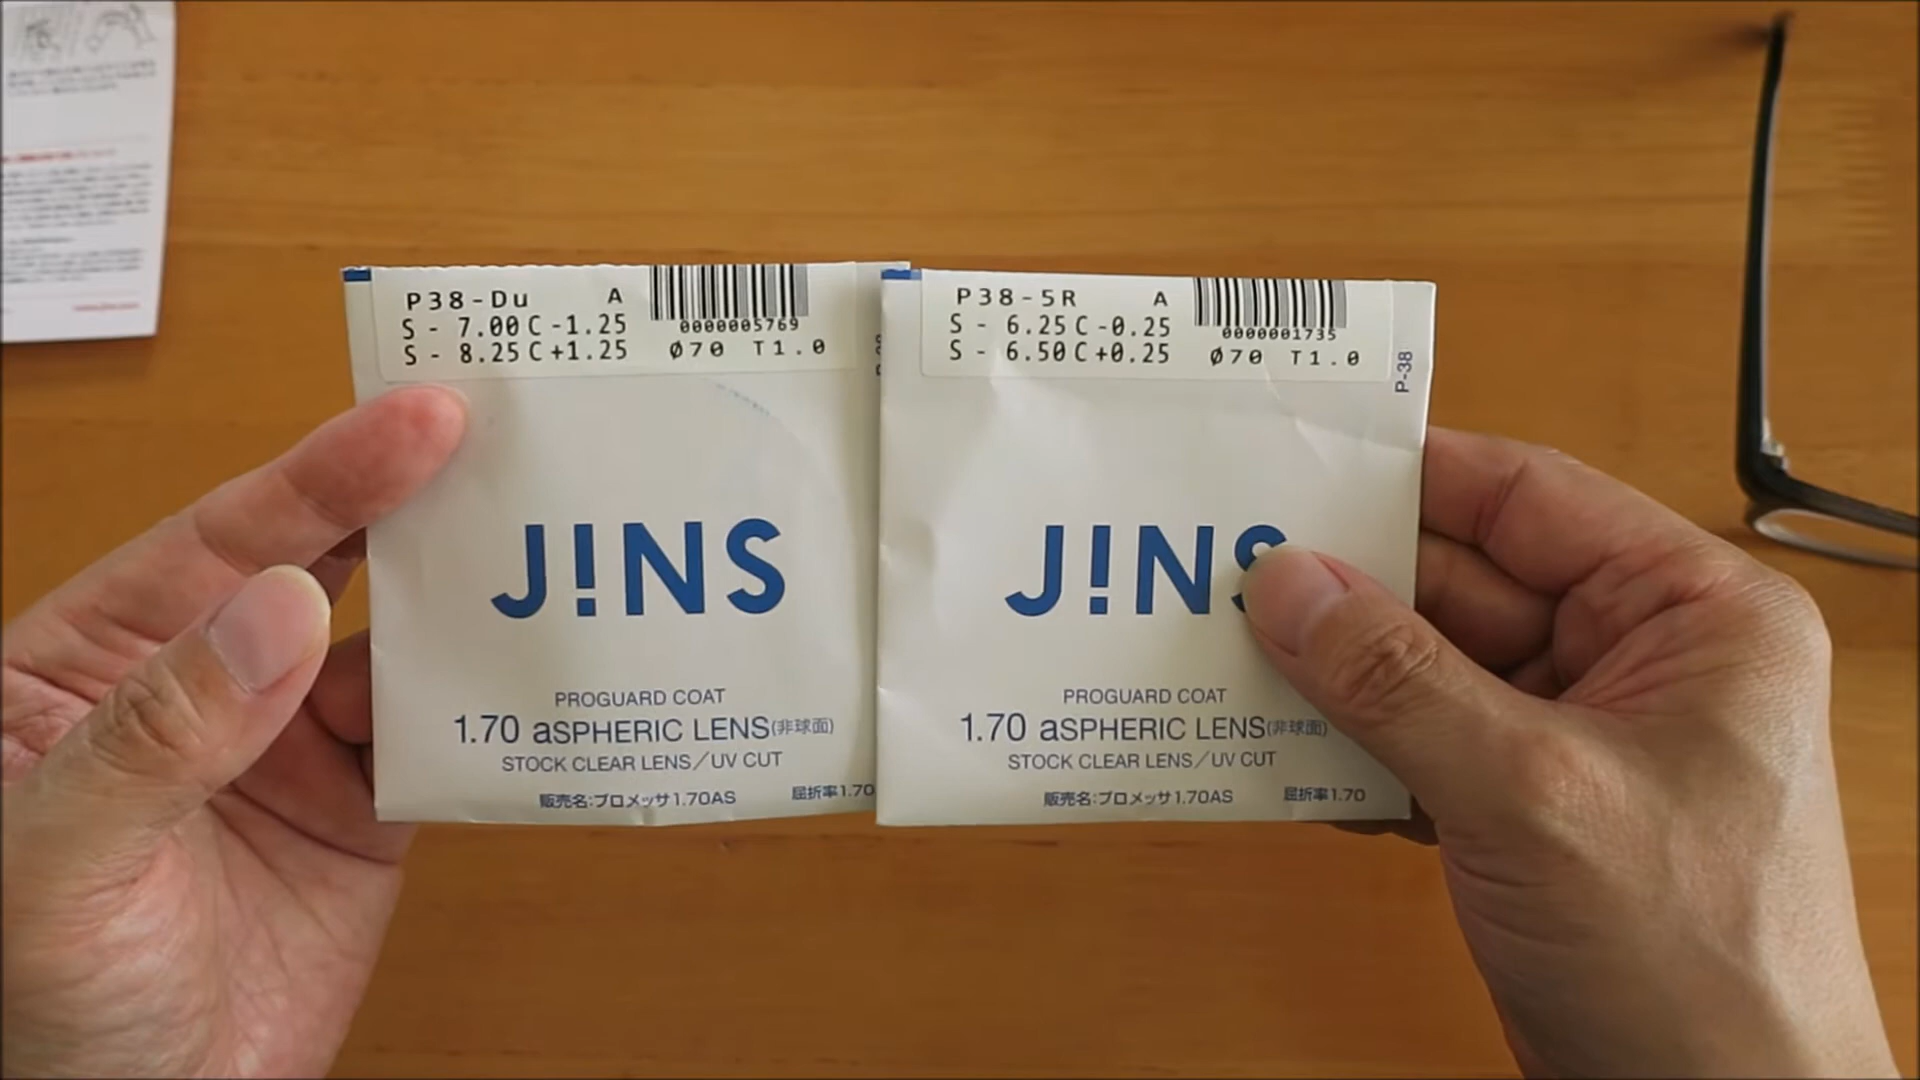 P38-Du A
S - 7.00 C -1.25
S - 8.25 C +1.25
0000005769
Ø70 T1.0
J!NS
PROGUARD COAT
1.70 aSPHERIC LENS(非球面)
STOCK CLEAR LENS/UV CUT
販売名:プロメッサ1.70AS 屈折率1.70
P38-5R A
S - 6.25 C -0.25
S - 6.50 C +0.25
0000001735
Ø70 T1.0
P-38
J!NS
PROGUARD COAT
1.70 aSPHERIC LENS(非球面)
STOCK CLEAR LENS/UV CUT
販売名:プロメッサ1.70AS 屈折率1.70